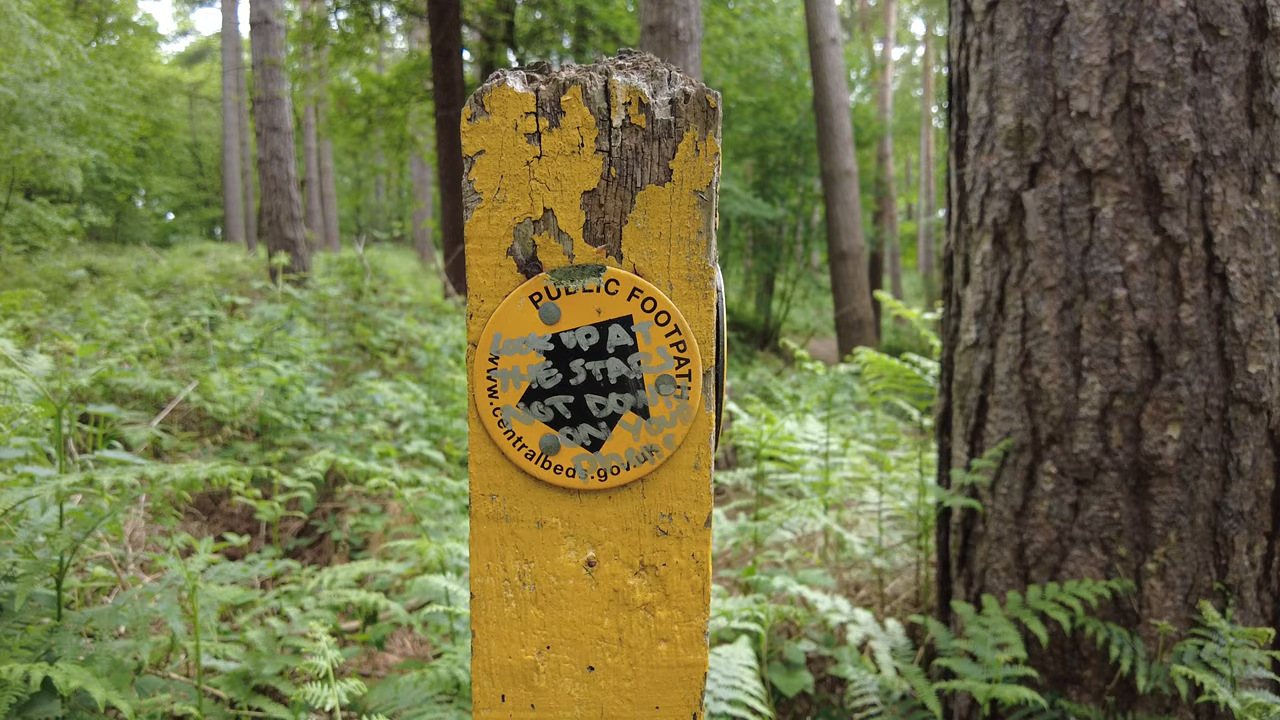 PUBLIC FOOTPATH
LOOK UP AT
THE STARS
NOT DOWN
ON YOUR
www.centralbeds.gov.uk